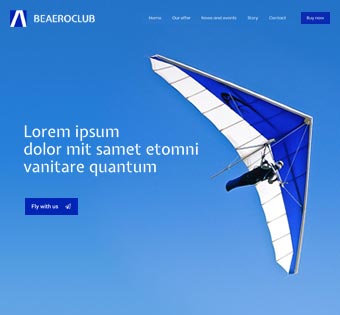 BEAEROCLUB
Home Our offer News and events Story Contact Buy now
Lorem ipsum
dolor mit samet etomni
vanitare quantum
Fly with us